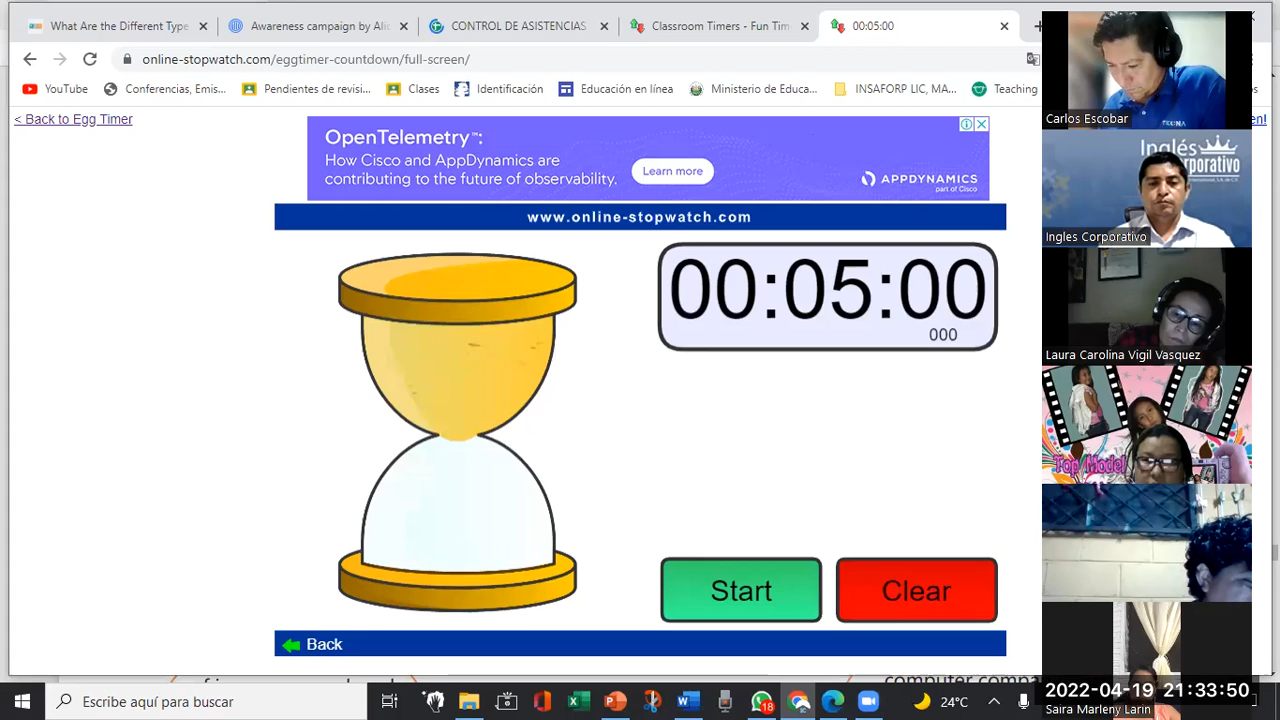 What Are the Different Type
Awareness campaign by Alic
CONTROL DE ASISTENCIAS
Classroom Timers - Fun Tim
00:05:00
online-stopwatch.com/eggtimer-countdown/full-screen/
YouTube
Conferencias, Emis...
Pendientes de revisi...
Clases
Identificación
Educación en línea
Ministerio de Educa...
INSAFORP LIC, MA...
Teaching
os
< Back to Egg Timer
en!
OpenTelemetry™:
How Cisco and AppDynamics are
contributing to the future of observability.
Learn more
APPDYNAMICS
part of Cisco
www.online-stopwatch.com
00:05:00
000
Start
Clear
Back
Carlos Escobar
Inglés
Corporativo
Ingles Corporativo
Laura Carolina Vigil Vasquez
Top Model
2022-04-19 21:33:50
Saira Marleny Larin
computer compa
Escribe aquí para buscar
18
24°C